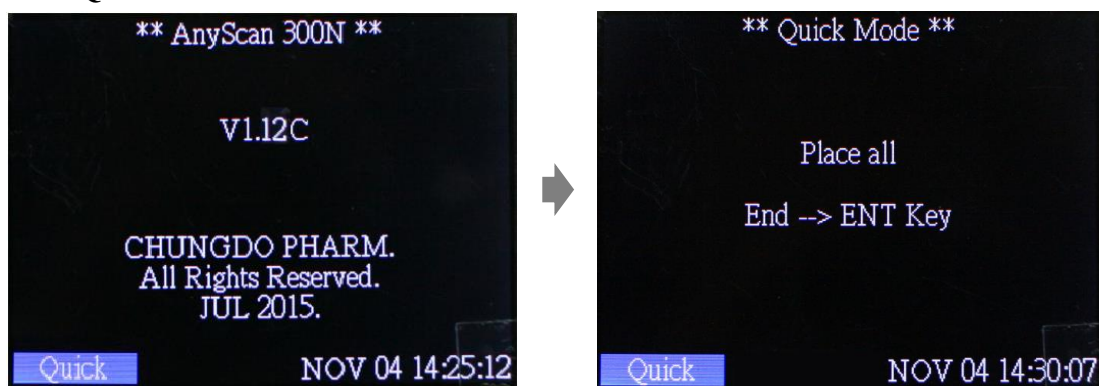 ** AnyScan 300N **
V1.12C
CHUNGDO PHARM.
All Rights Reserved.
JUL 2015.
Quick
NOV 04 14:25:12
** Quick Mode **
Place all
End --> ENT Key
Quick
NOV 04 14:30:07